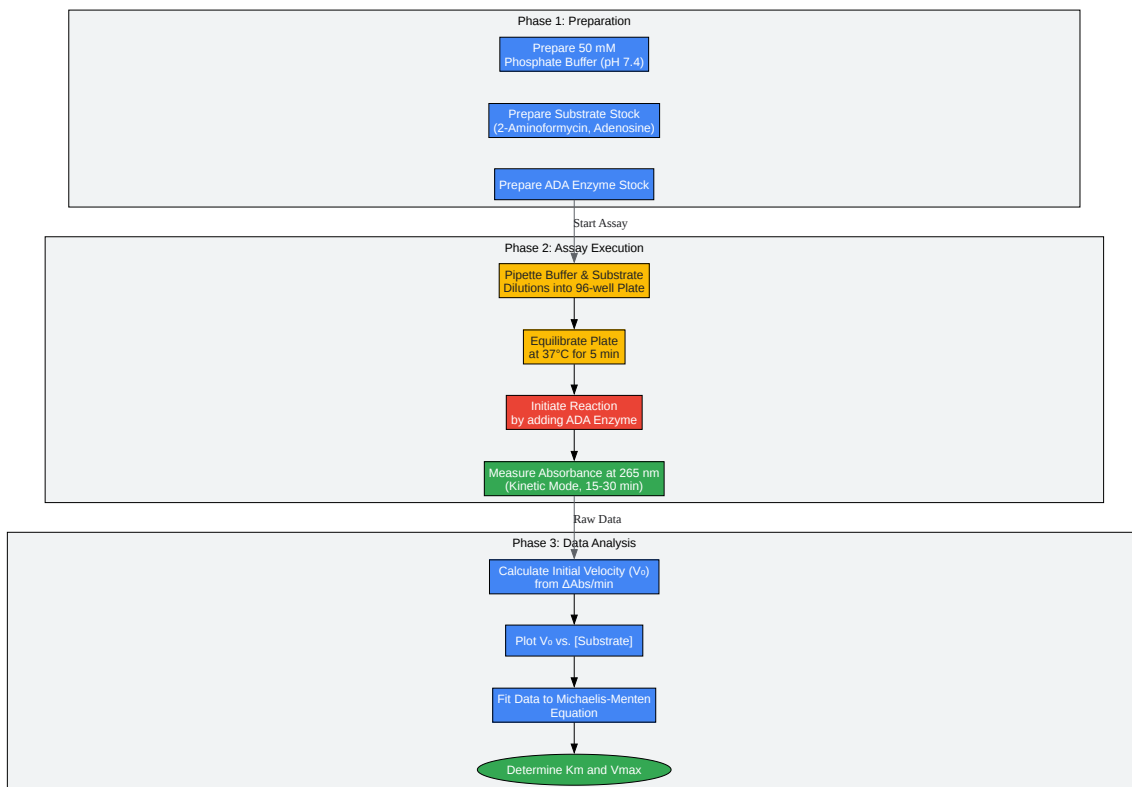 Phase 1: Preparation
Prepare 50 mM
Phosphate Buffer (pH 7.4)
Prepare Substrate Stock
(2-Aminoformycin, Adenosine)
Prepare ADA Enzyme Stock
Start Assay
Phase 2: Assay Execution
Pipette Buffer & Substrate
Dilutions into 96-well Plate
Equilibrate Plate
at 37°C for 5 min
Initiate Reaction
by adding ADA Enzyme
Measure Absorbance at 265 nm
(Kinetic Mode, 15-30 min)
Raw Data
Phase 3: Data Analysis
Calculate Initial Velocity (V₀)
from ΔAbs/min
Plot V₀ vs. [Substrate]
Fit Data to Michaelis-Menten
Equation
Determine Km and Vmax